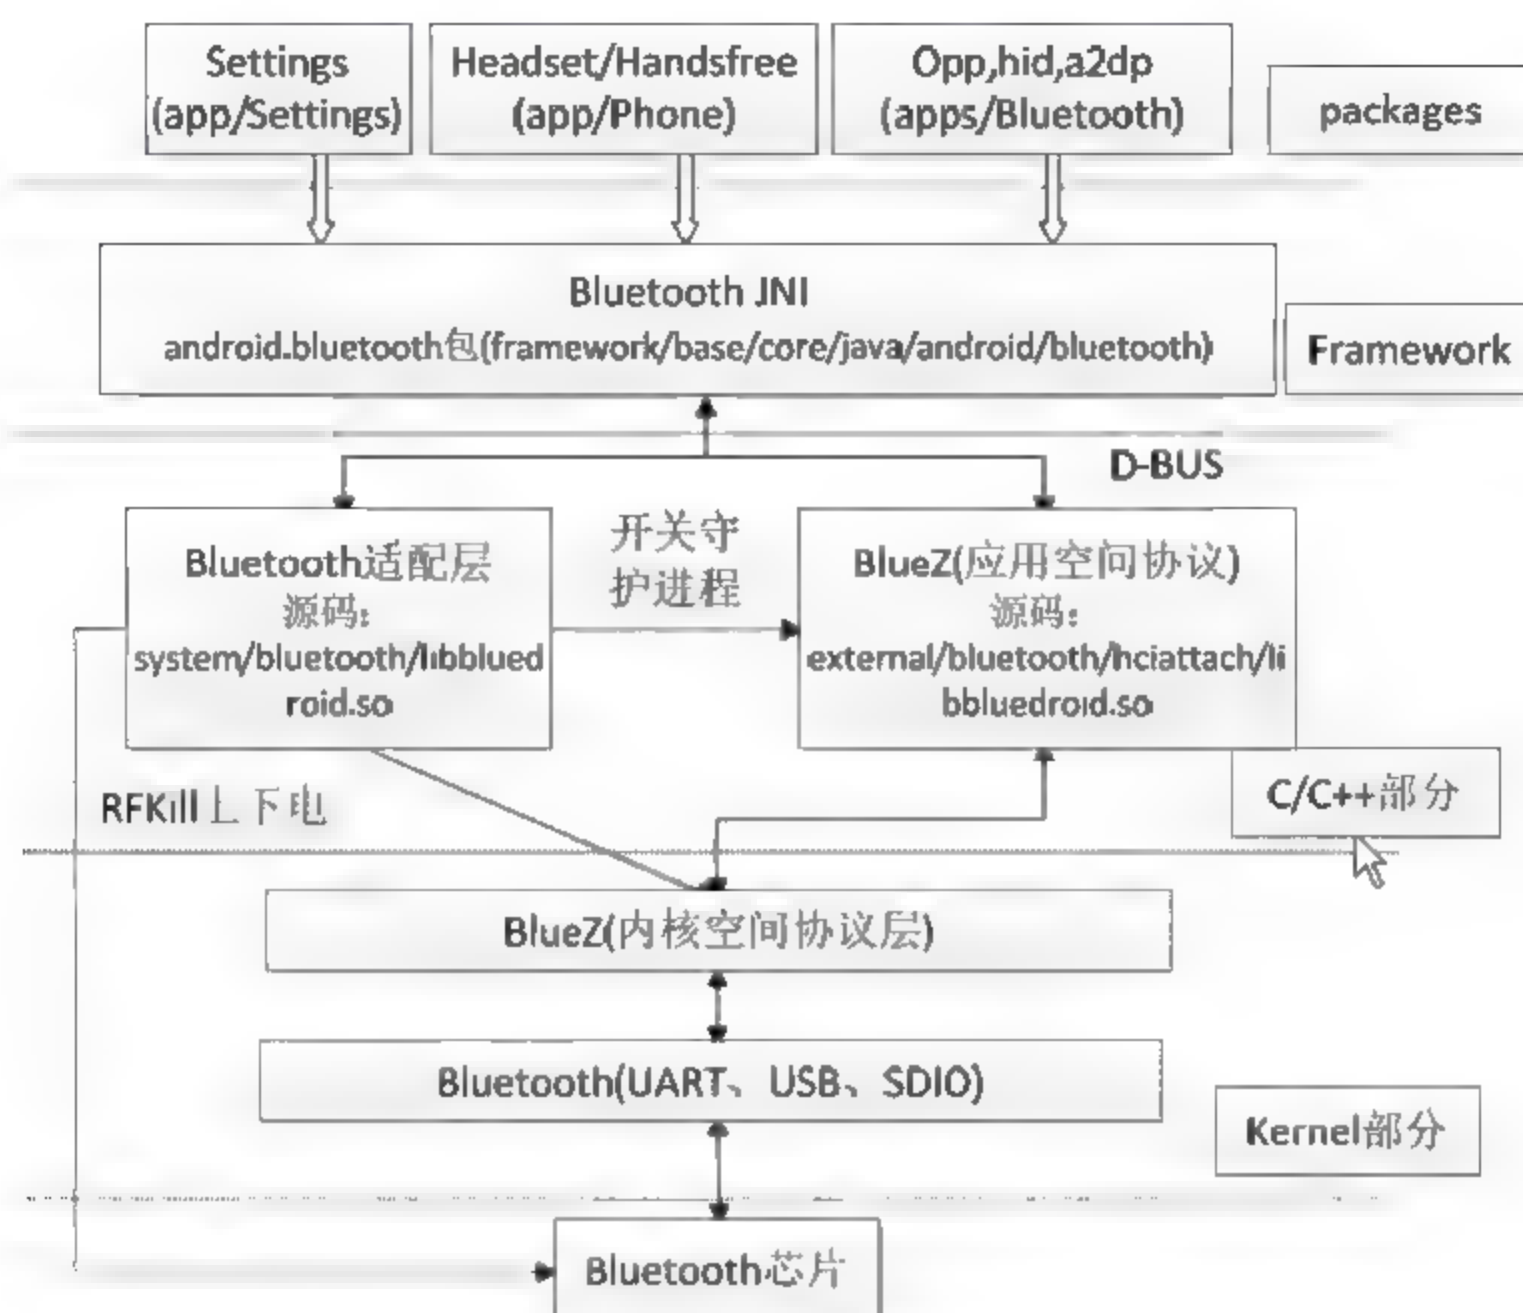 Settings
(app/Settings)
Headset/Handsfree
(app/Phone)
Opp,hid,a2dp
(apps/Bluetooth)
packages
Bluetooth JNI
android.bluetooth包(framework/base/core/java/android/bluetooth)
Framework
D-BUS
Bluetooth适配层
源码:
system/bluetooth/libblued
roid.so
开关守
护进程
BlueZ(应用空间协议)
源码:
external/bluetooth/hciattach/li
bbluedroid.so
RFKill上下电
C/C++部分
BlueZ(内核空间协议层)
Bluetooth(UART、USB、SDIO)
Kernel部分
Bluetooth芯片